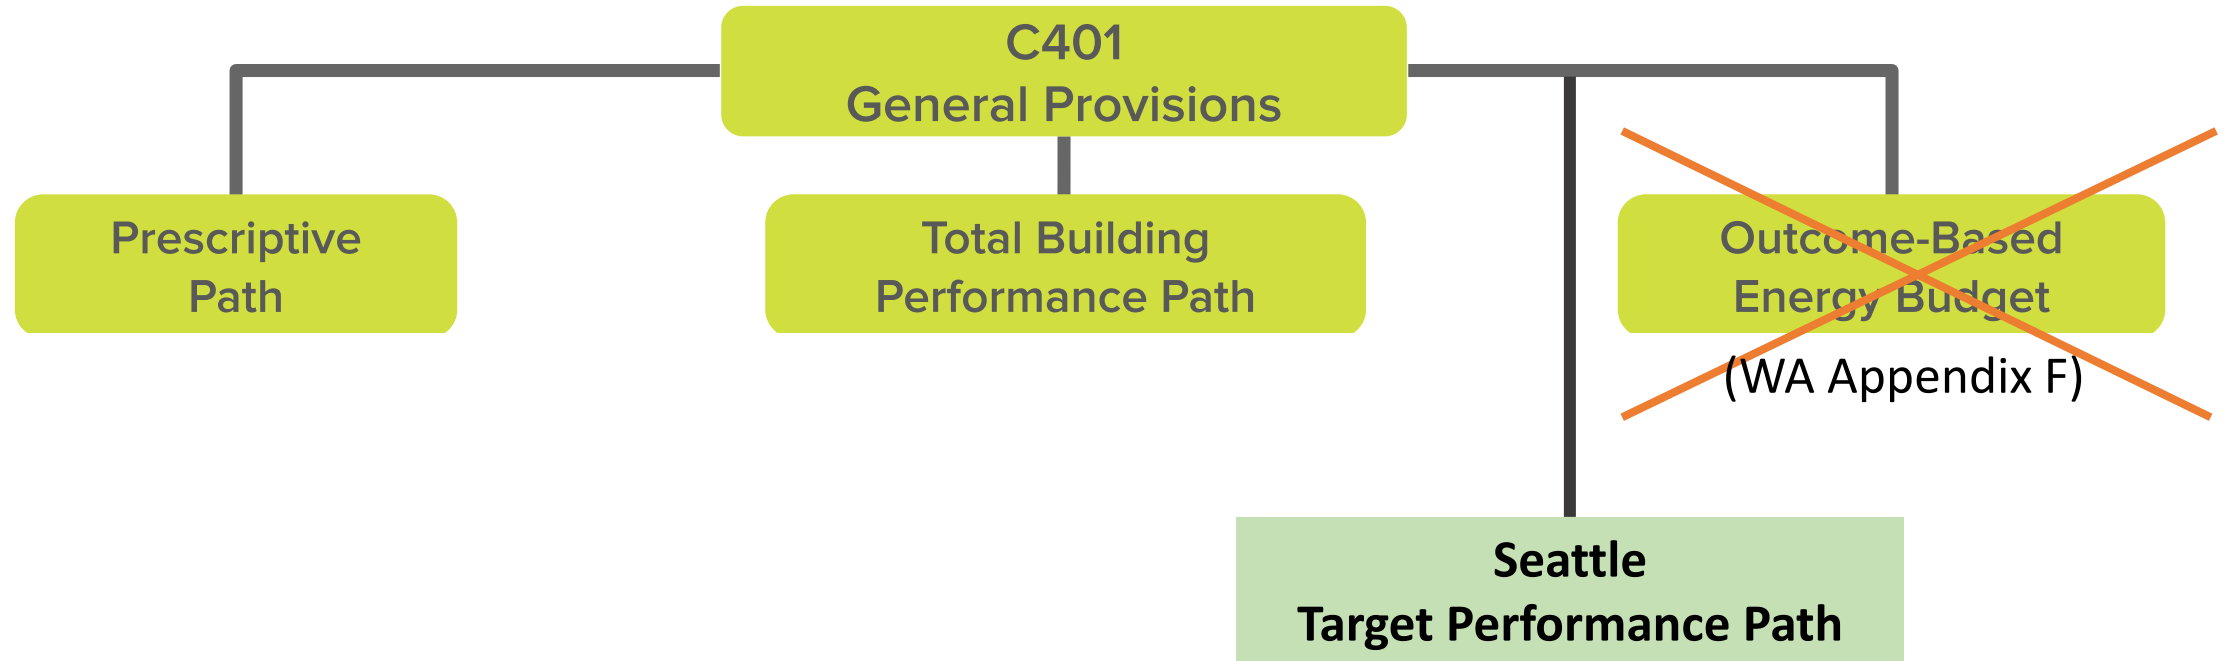 C401
General Provisions
Prescriptive
Path
Total Building
Performance Path
Outcome-Based
Energy Budget
(WA Appendix F)
Seattle
Target Performance Path